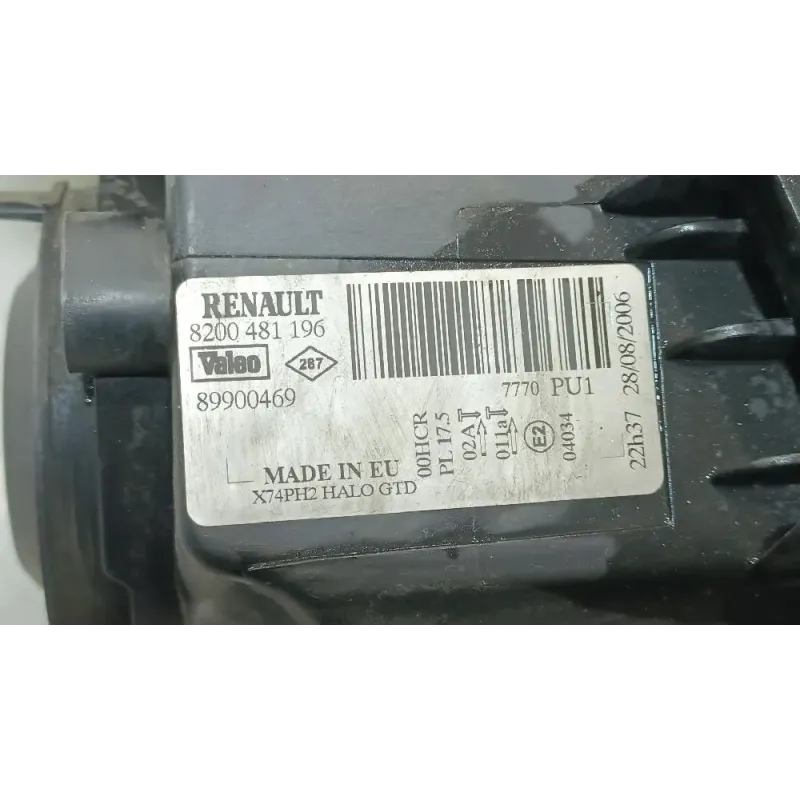 RENAULT
8200 481 196
Valeo 287
89900469
7770 PU1
MADE IN EU
X74PH2 HALO GTD
00HCR
PL 17.5
02A
011a
E2
04034
22h37 28/08/2006